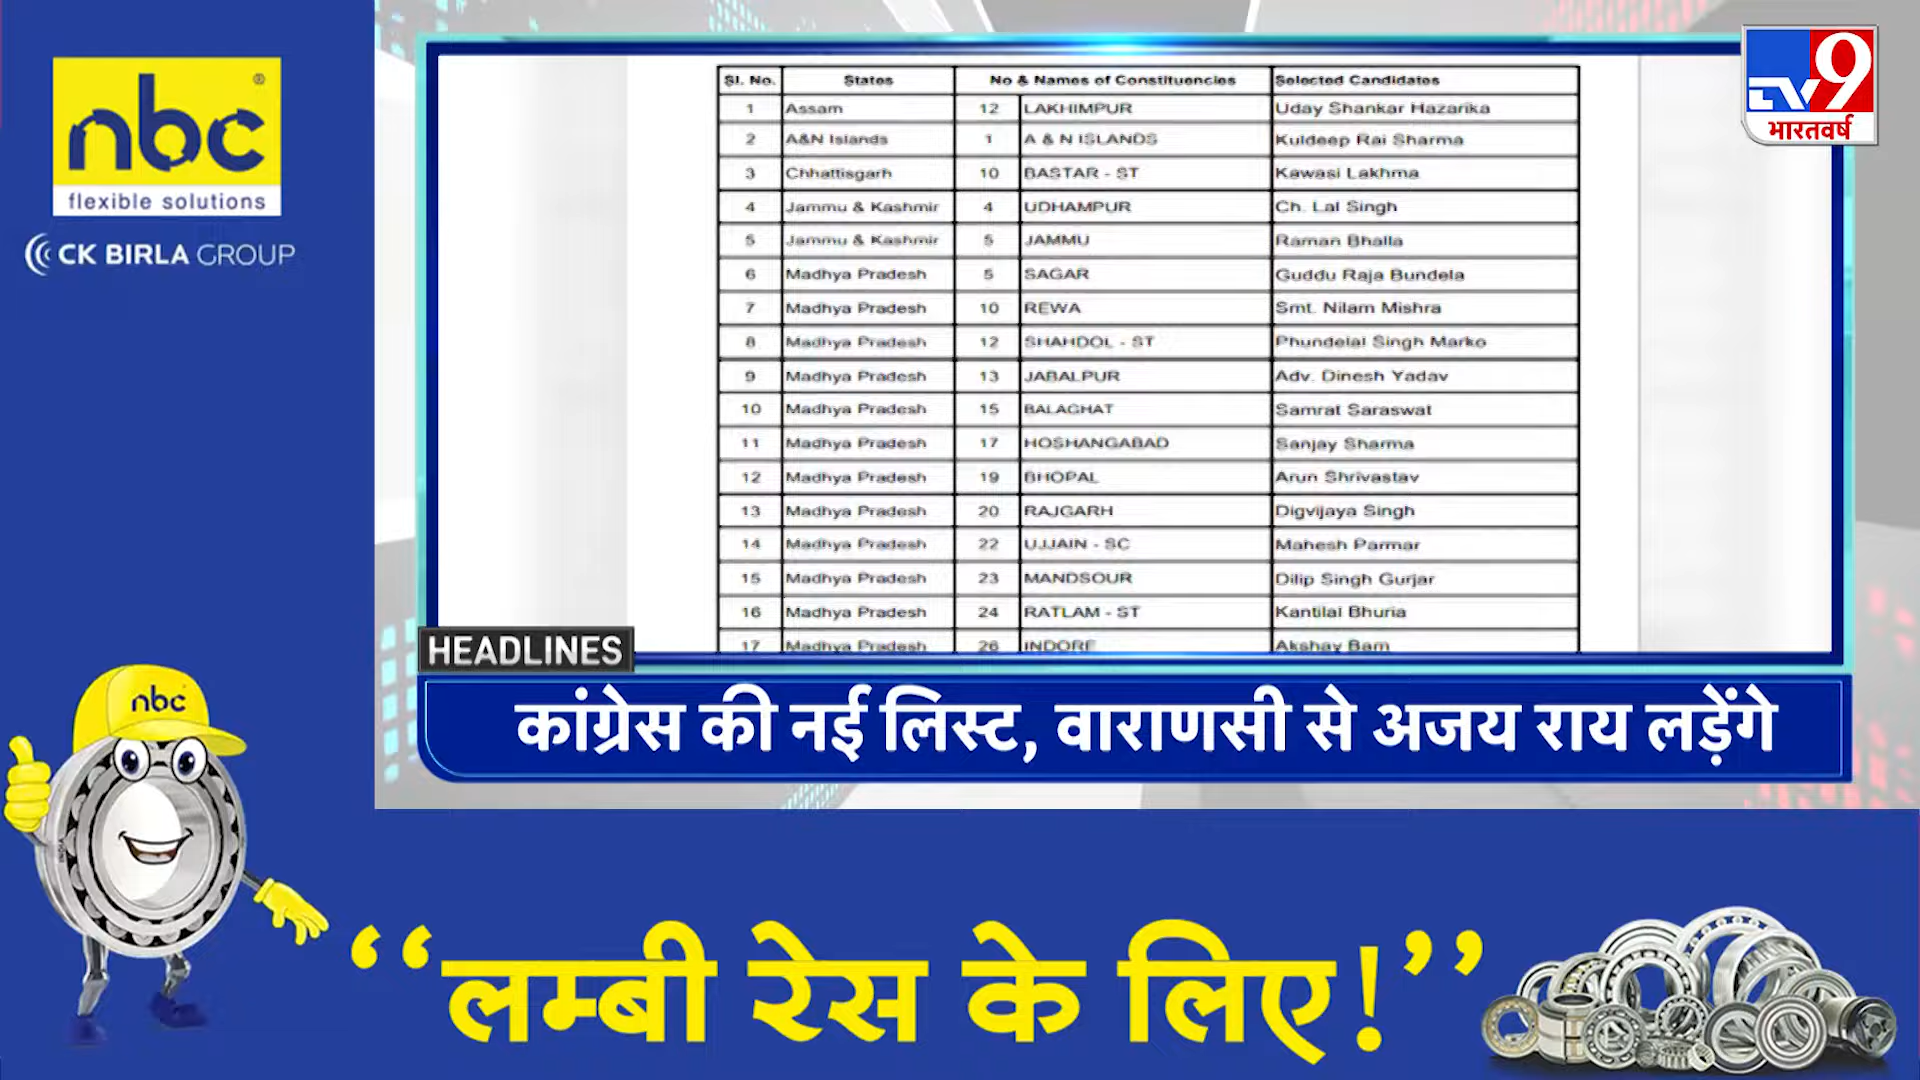 nbc
®
flexible solutions
CK BIRLA GROUP
TV9
भारतवर्ष
Sl. No. States No & Names of Constituencies Selected Candidates
1 Assam 12 LAKHIMPUR Uday Shankar Hazarika
2 A&N Islands 1 A & N ISLANDS Kuldeep Rai Sharma
3 Chhattisgarh 10 BASTAR - ST Kawasi Lakhma
4 Jammu & Kashmir 4 UDHAMPUR Ch. Lal Singh
5 Jammu & Kashmir 5 JAMMU Raman Bhalla
6 Madhya Pradesh 5 SAGAR Guddu Raja Bundela
7 Madhya Pradesh 10 REWA Smt. Nilam Mishra
8 Madhya Pradesh 12 SHAHDOL - ST Phundelal Singh Marko
9 Madhya Pradesh 13 JABALPUR Adv. Dinesh Yadav
10 Madhya Pradesh 15 BALAGHAT Samrat Saraswat
11 Madhya Pradesh 17 HOSHANGABAD Sanjay Sharma
12 Madhya Pradesh 19 BHOPAL Arun Shrivastav
13 Madhya Pradesh 20 RAJGARH Digvijaya Singh
14 Madhya Pradesh 22 UJJAIN - SC Mahesh Parmar
15 Madhya Pradesh 23 MANDSOUR Dilip Singh Gurjar
16 Madhya Pradesh 24 RATLAM - ST Kantilal Bhuria
17 Madhya Pradesh 26 INDORE Akshay Bam
HEADLINES
कांग्रेस की नई लिस्ट, वाराणसी से अजय राय लड़ेंगे
nbc
“लम्बी रेस के लिए!”